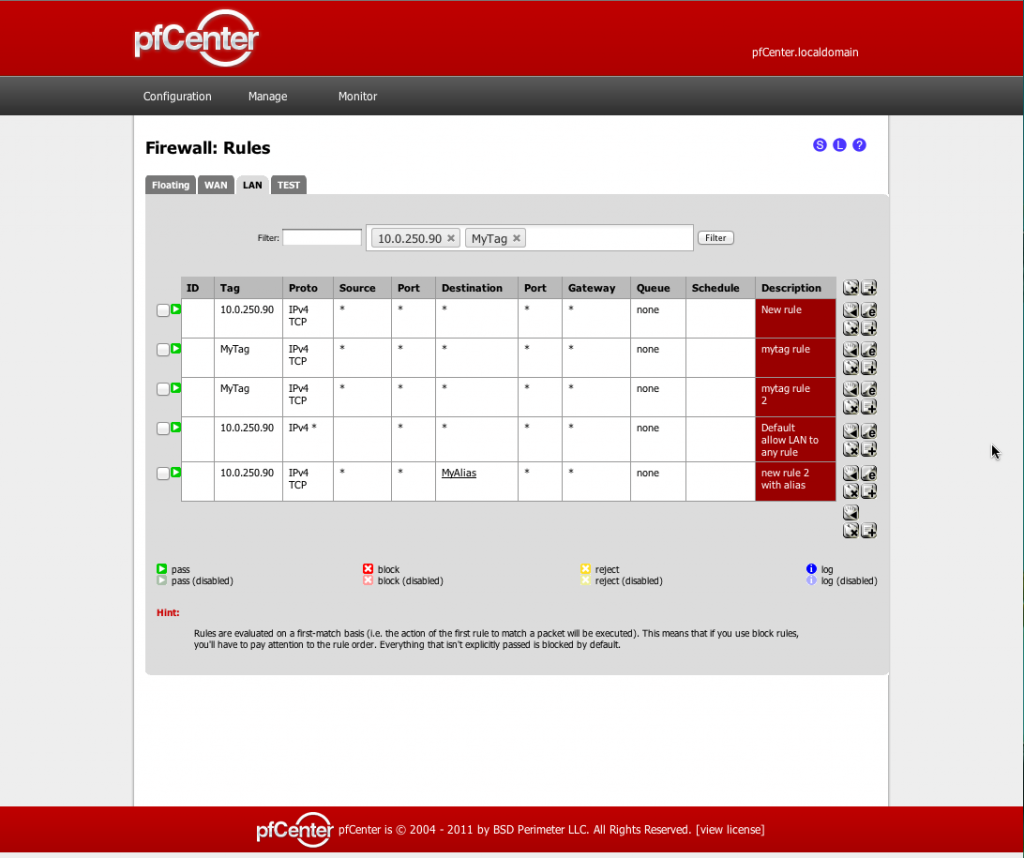 pfCenter
pfCenter.localdomain
Configuration Manage Monitor
Firewall: Rules
S L ?
Floating WAN LAN TEST
Filter: 10.0.250.90 × MyTag × Filter
ID Tag Proto Source Port Destination Port Gateway Queue Schedule Description
10.0.250.90 IPv4 * * * * * none New rule
TCP
MyTag IPv4 * * * * * none mytag rule
TCP
MyTag IPv4 * * * * * none mytag rule
TCP 2
10.0.250.90 IPv4 * * * * * none Default
allow LAN to
any rule
10.0.250.90 IPv4 * * MyAlias * * none new rule 2
TCP with alias
pass block reject log
pass (disabled) block (disabled) reject (disabled) log (disabled)
Hint:
Rules are evaluated on a first-match basis (i.e. the action of the first rule to match a packet will be executed). This means that if you use block rules,
you'll have to pay attention to the rule order. Everything that isn't explicitly passed is blocked by default.
pfCenter pfCenter is © 2004 - 2011 by BSD Perimeter LLC. All Rights Reserved. [view license]